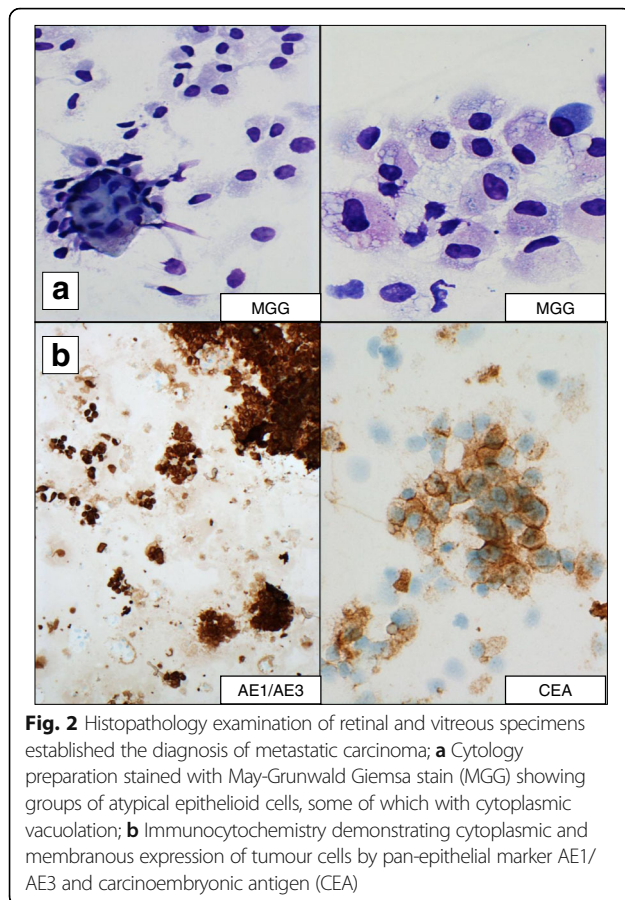 a
MGG
MGG
b
AE1/AE3
CEA
Fig. 2 Histopathology examination of retinal and vitreous specimens
established the diagnosis of metastatic carcinoma; a Cytology
preparation stained with May-Grunwald Giemsa stain (MGG) showing
groups of atypical epithelioid cells, some of which with cytoplasmic
vacuolation; b Immunocytochemistry demonstrating cytoplasmic and
membranous expression of tumour cells by pan-epithelial marker AE1/
AE3 and carcinoembryonic antigen (CEA)